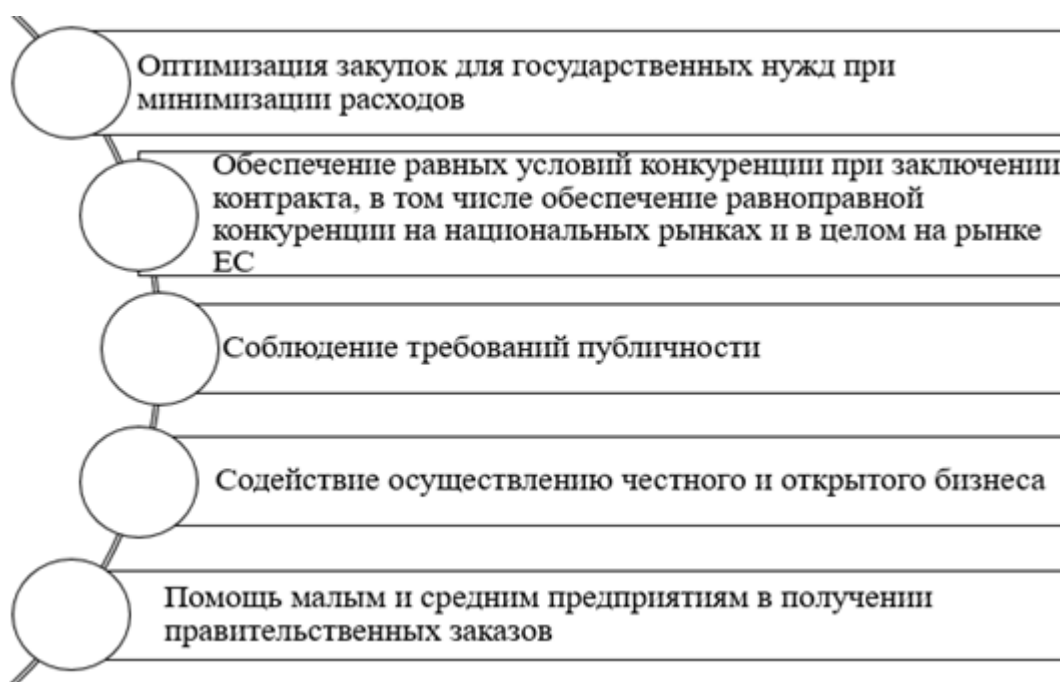 Оптимизация закупок для государственных нужд при
минимизации расходов
Обеспечение равных условий конкуренции при заключении
контракта, в том числе обеспечение равноправной
конкуренции на национальных рынках и в целом на рынке
ЕС
Соблюдение требований публичности
Содействие осуществлению честного и открытого бизнеса
Помощь малым и средним предприятиям в получении
правительственных заказов